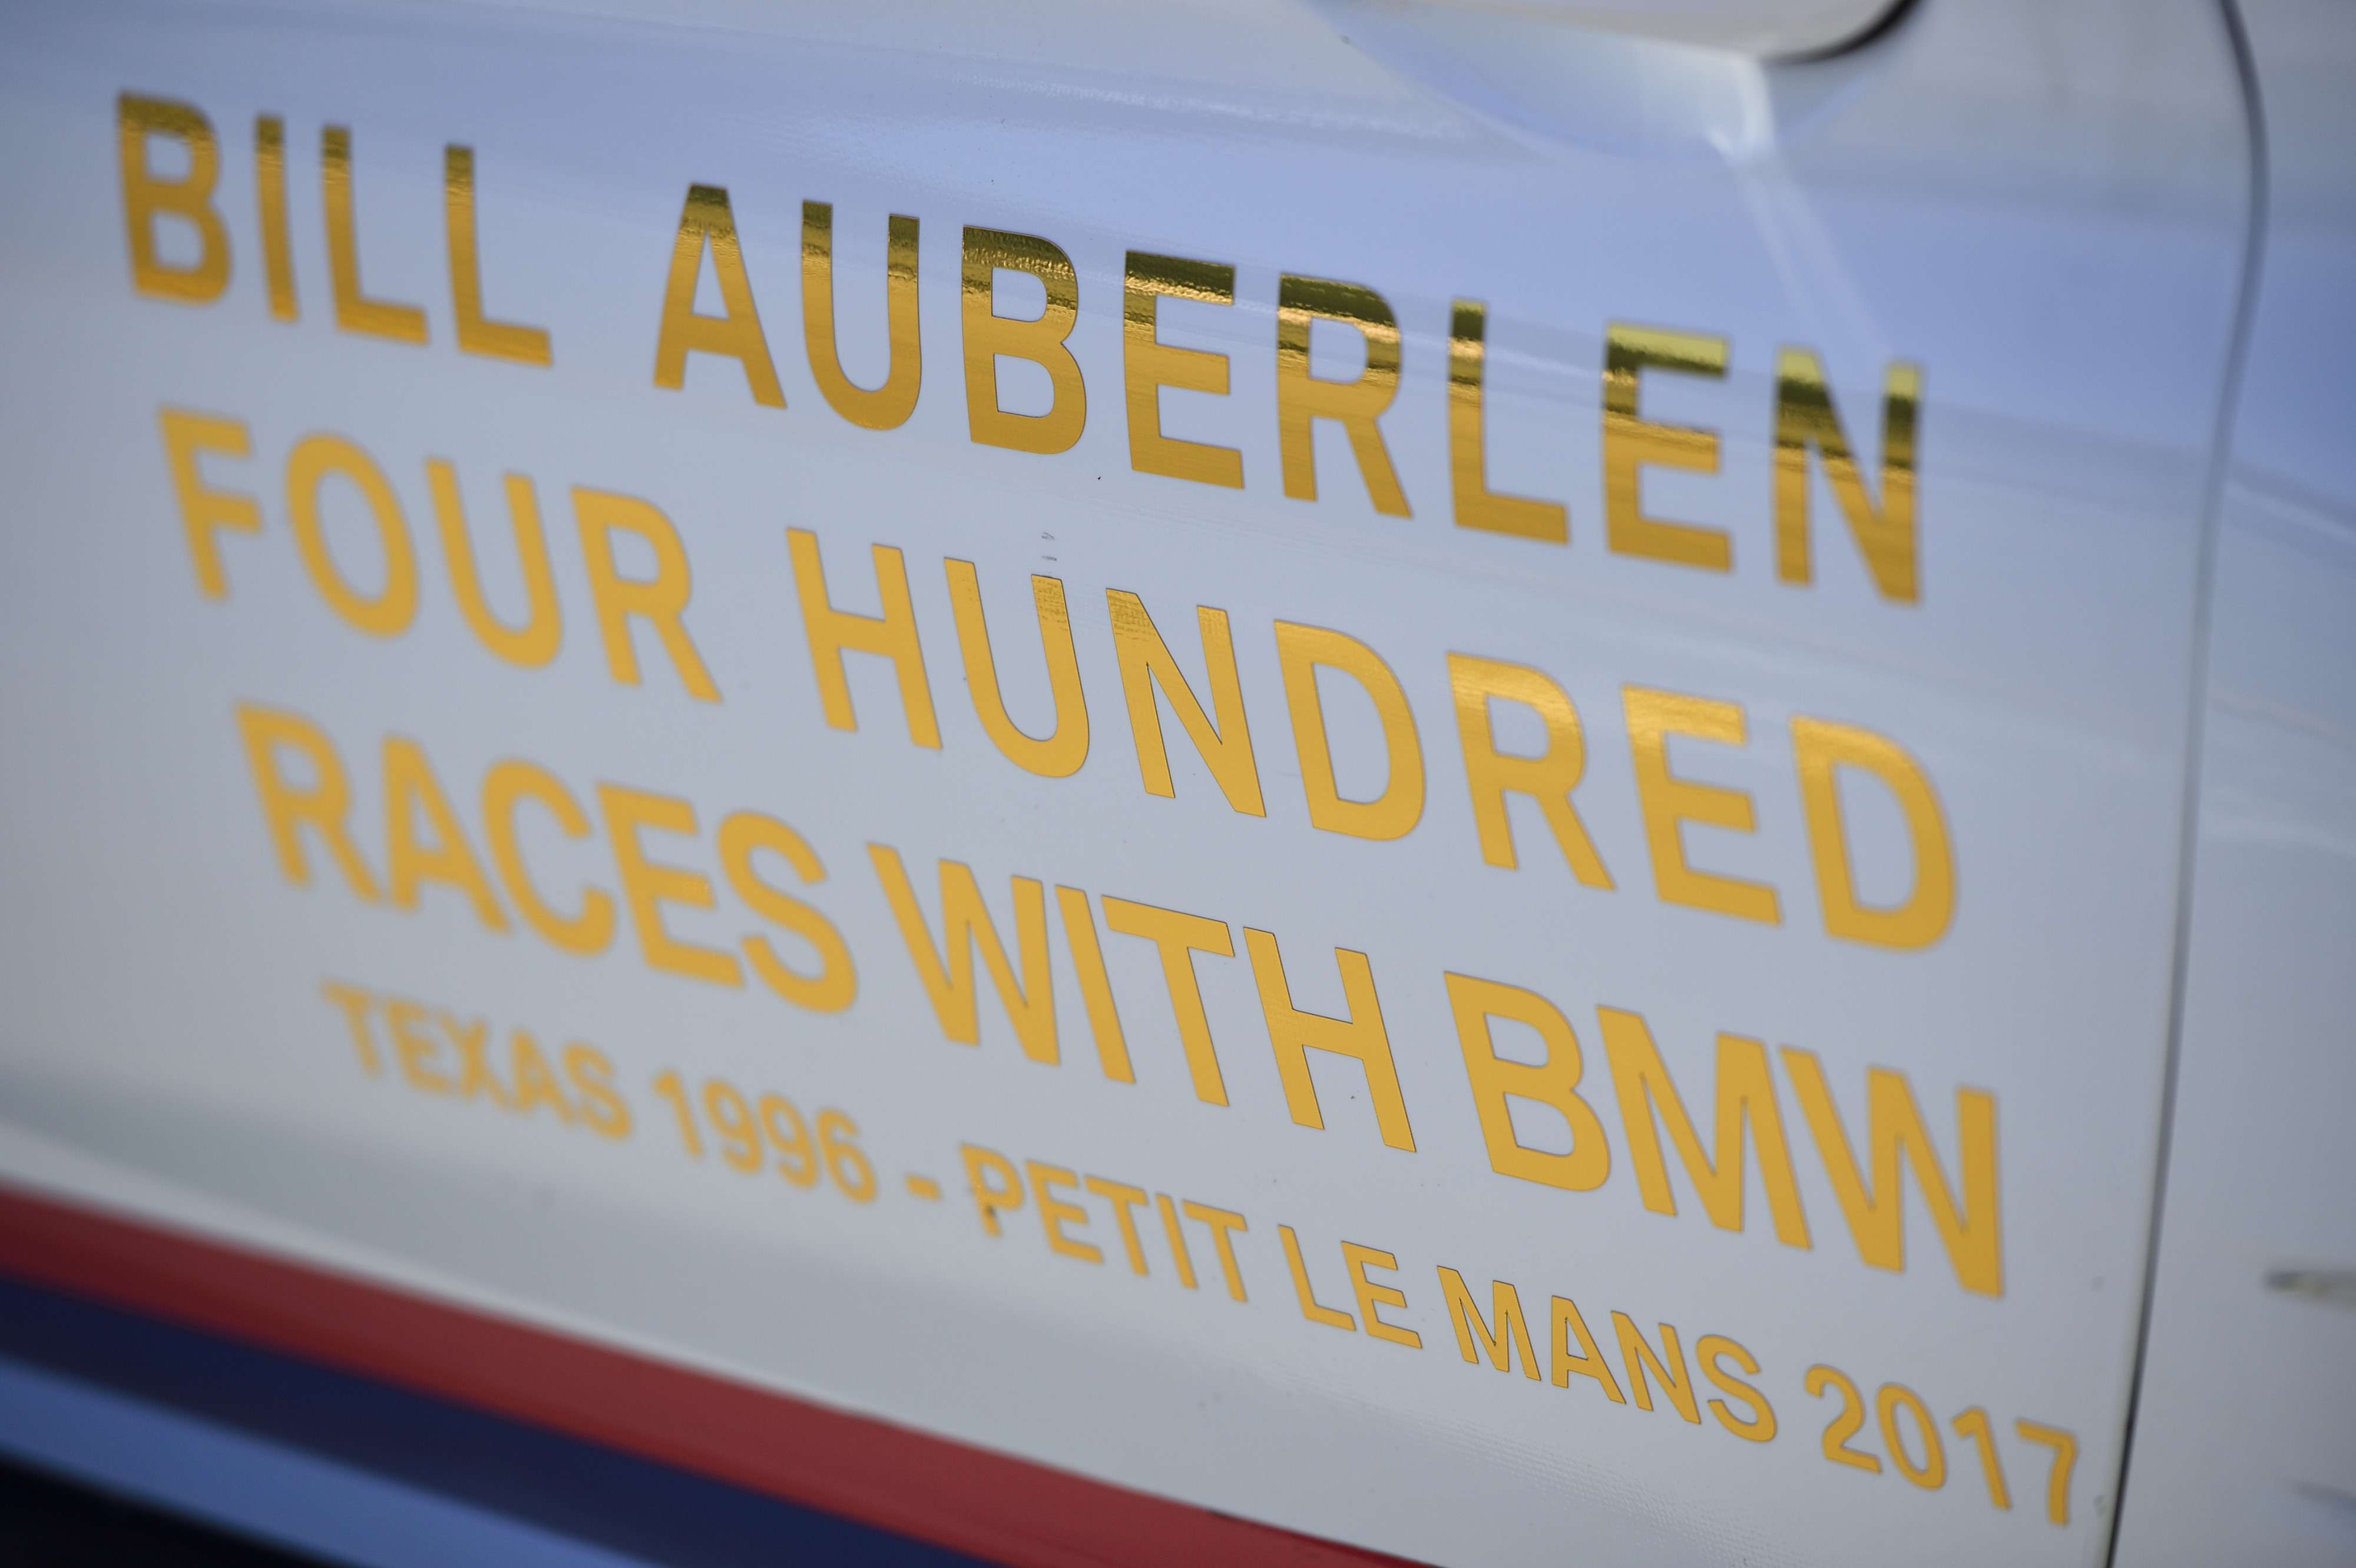 BILL AUBERLEN
FOUR HUNDRED
RACES WITH BMW
TEXAS 1996 - PETIT LE MANS 2017